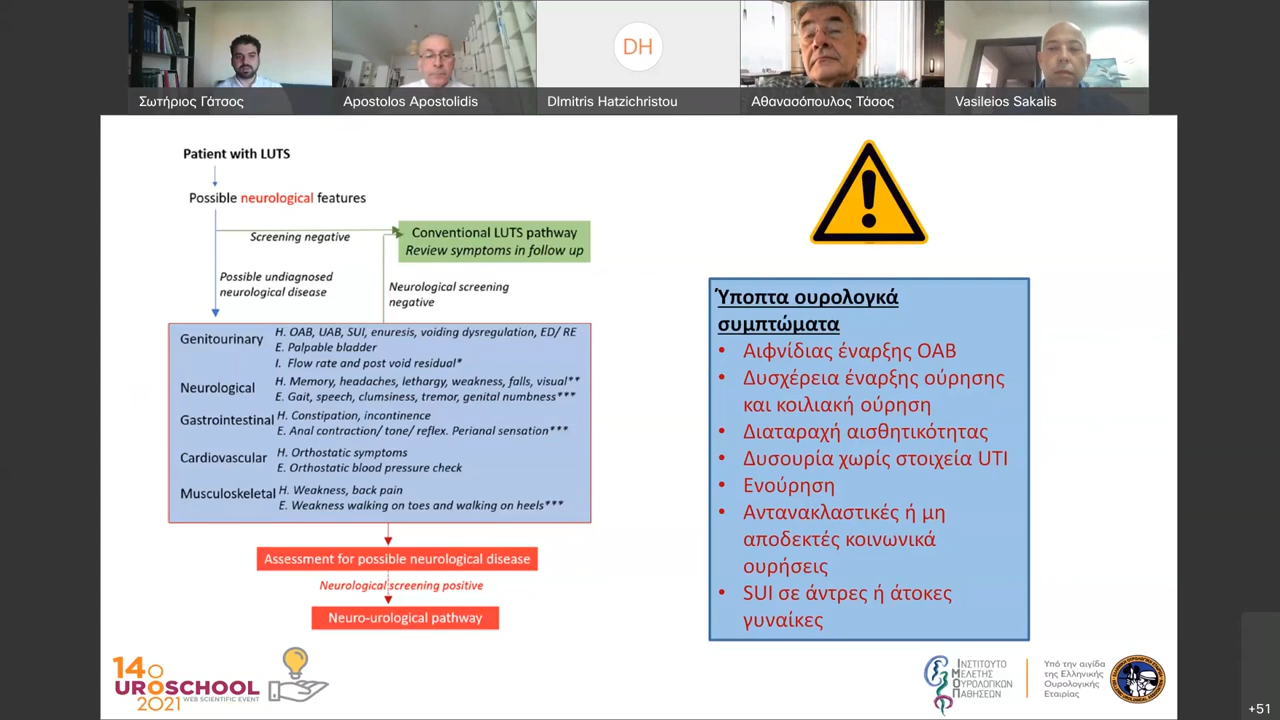 DH
Σωτήριος Γάτσος
Apostolos Apostolidis
DImitris Hatzichristou
Αθανασόπουλος Τάσος
Vasileios Sakalis
Patient with LUTS
Possible neurological features
Screening negative
Conventional LUTS pathway
Review symptoms in follow up
Possible undiagnosed
neurological disease
Neurological screening
negative
Genitourinary
H. OAB, UAB, SUI, enuresis, voiding dysregulation, ED/ RE
E. Palpable bladder
I. Flow rate and post void residual*
Neurological
H. Memory, headaches, lethargy, weakness, falls, visual**
E. Gait, speech, clumsiness, tremor, genital numbness***
Gastrointestinal
H. Constipation, incontinence
E. Anal contraction/ tone/ reflex. Perianal sensation***
Cardiovascular
H. Orthostatic symptoms
E. Orthostatic blood pressure check
Musculoskeletal
H. Weakness, back pain
E. Weakness walking on toes and walking on heels***
Assessment for possible neurological disease
Neurological screening positive
Neuro-urological pathway
Ύποπτα ουρολογκά
συμπτώματα
• Αιφνίδιας έναρξης OAB
• Δυσχέρεια έναρξης ούρησης
και κοιλιακή ούρηση
• Διαταραχή αισθητικότητας
• Δυσουρία χωρίς στοιχεία UTI
• Ενούρηση
• Αντανακλαστικές ή μη
αποδεκτές κοινωνικά
ουρήσεις
• SUI σε άντρες ή άτοκες
γυναίκες
14ο
UROSCHOOL
2021 WEB SCIENTIFIC EVENT
ΙΝΣΤΙΤΟΥΤΟ
ΜΕΛΕΤΗΣ
ΟΥΡΟΛΟΓΙΚΩΝ
ΠΑΘΗΣΕΩΝ
Υπό την αιγίδα
της Ελληνικής
Ουρολογικής
Εταιρίας
+51